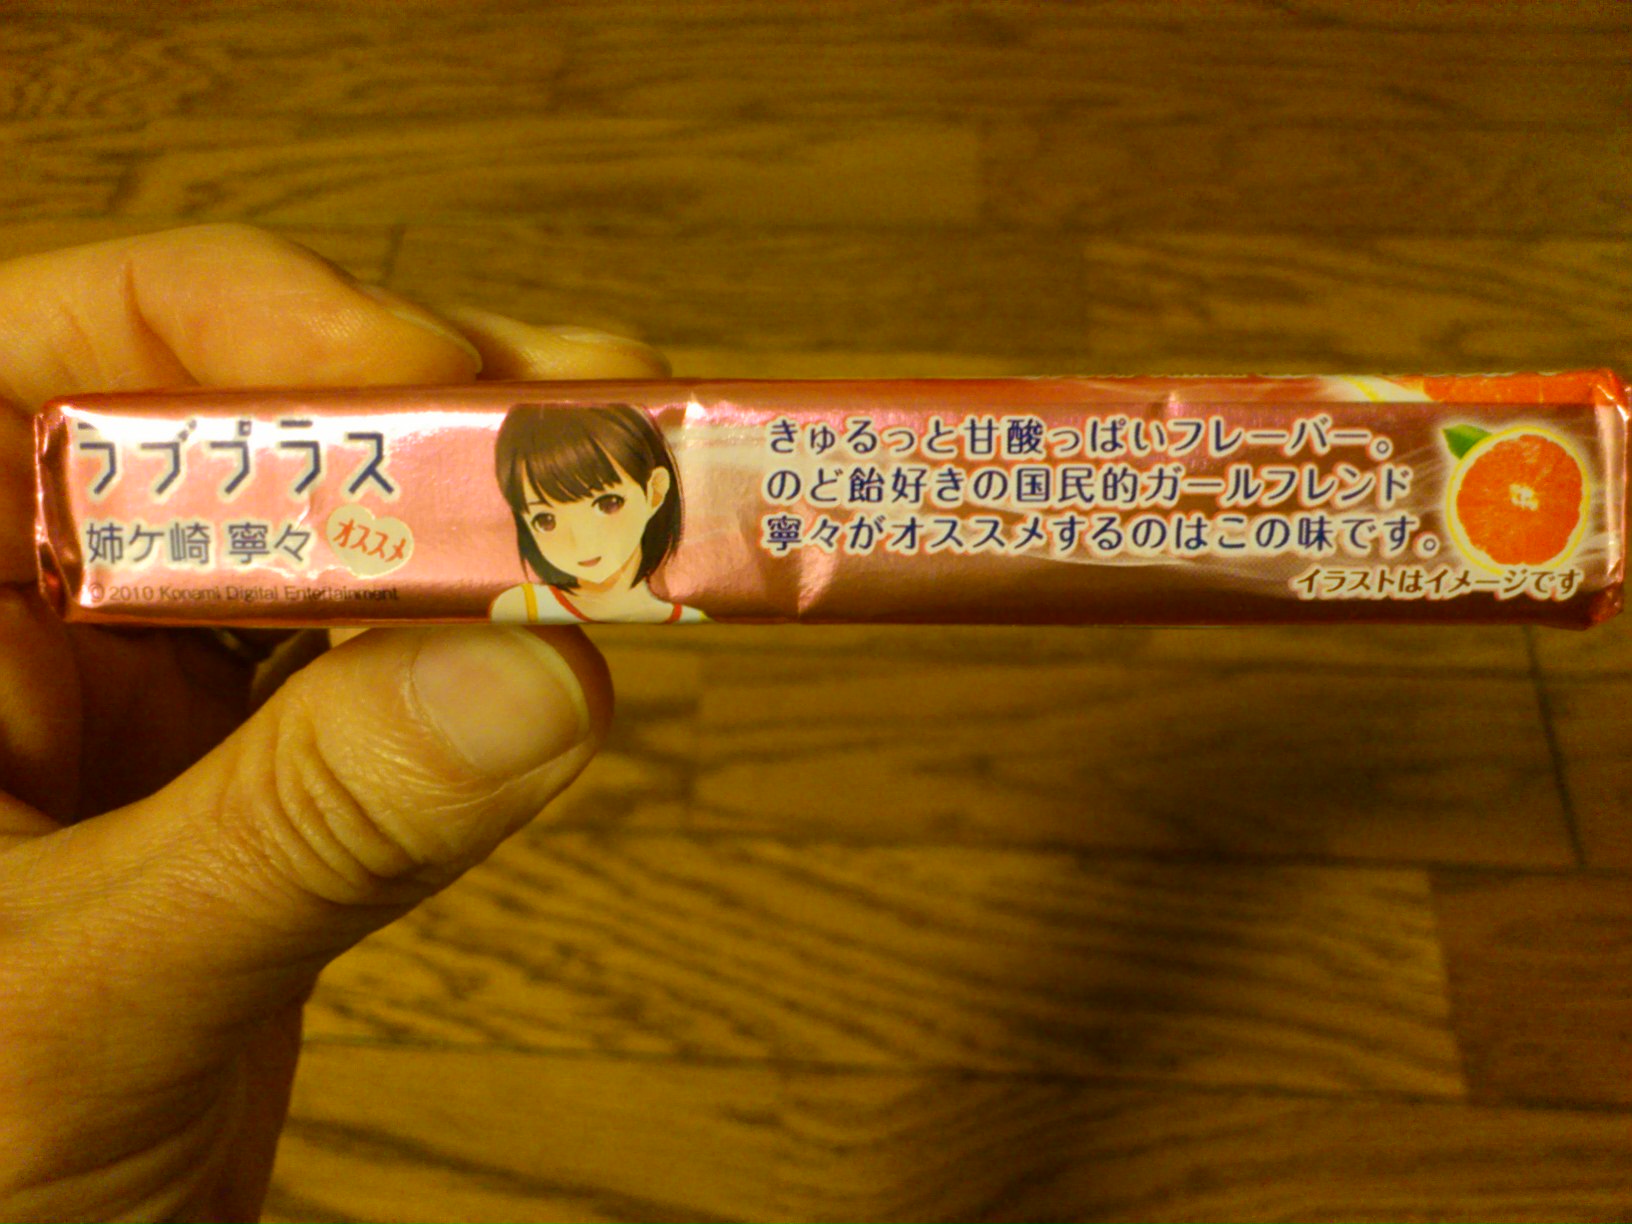 ラブプラス
姉ヶ崎 寧々 オススメ
© 2010 Konami Digital Entertainment
きゅるっと甘酸っぱいフレーバー。
のど飴好きの国民的ガールフレンド
寧々がオススメするのはこの味です。
イラストはイメージです